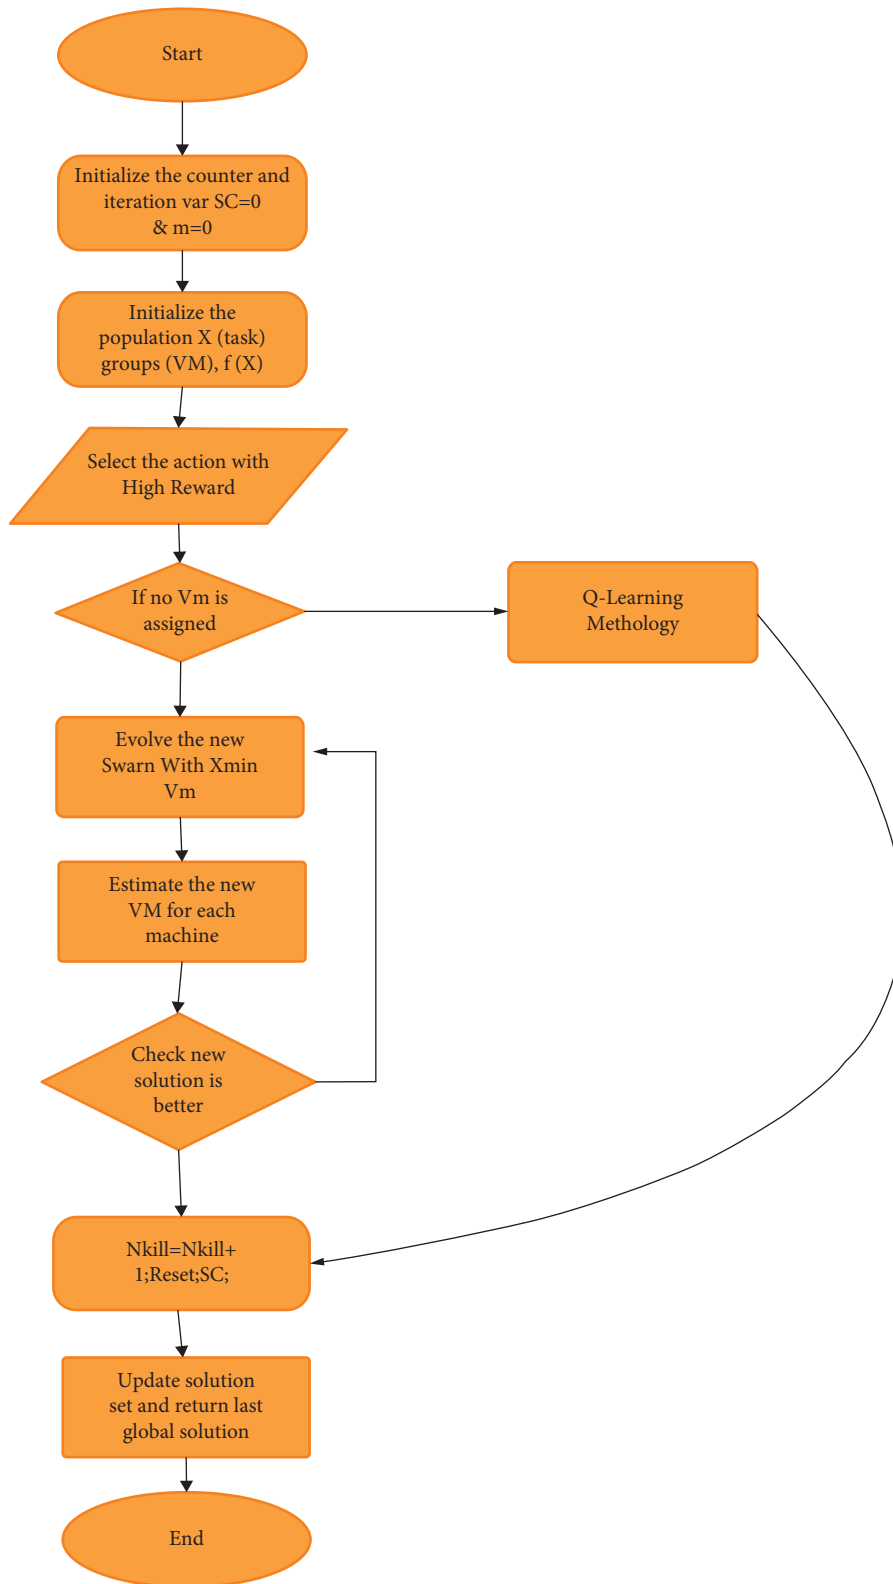 Start
Initialize the counter and
iteration var SC=0
& m=0
Initialize the
population X (task)
groups (VM), f (X)
Select the action with
High Reward
If no Vm is
assigned
Q-Learning
Methology
Evolve the new
Swarn With Xmin
Vm
Estimate the new
VM for each
machine
Check new
solution is
better
Nkill=Nkill+
1;Reset;SC;
Update solution
set and return last
global solution
End